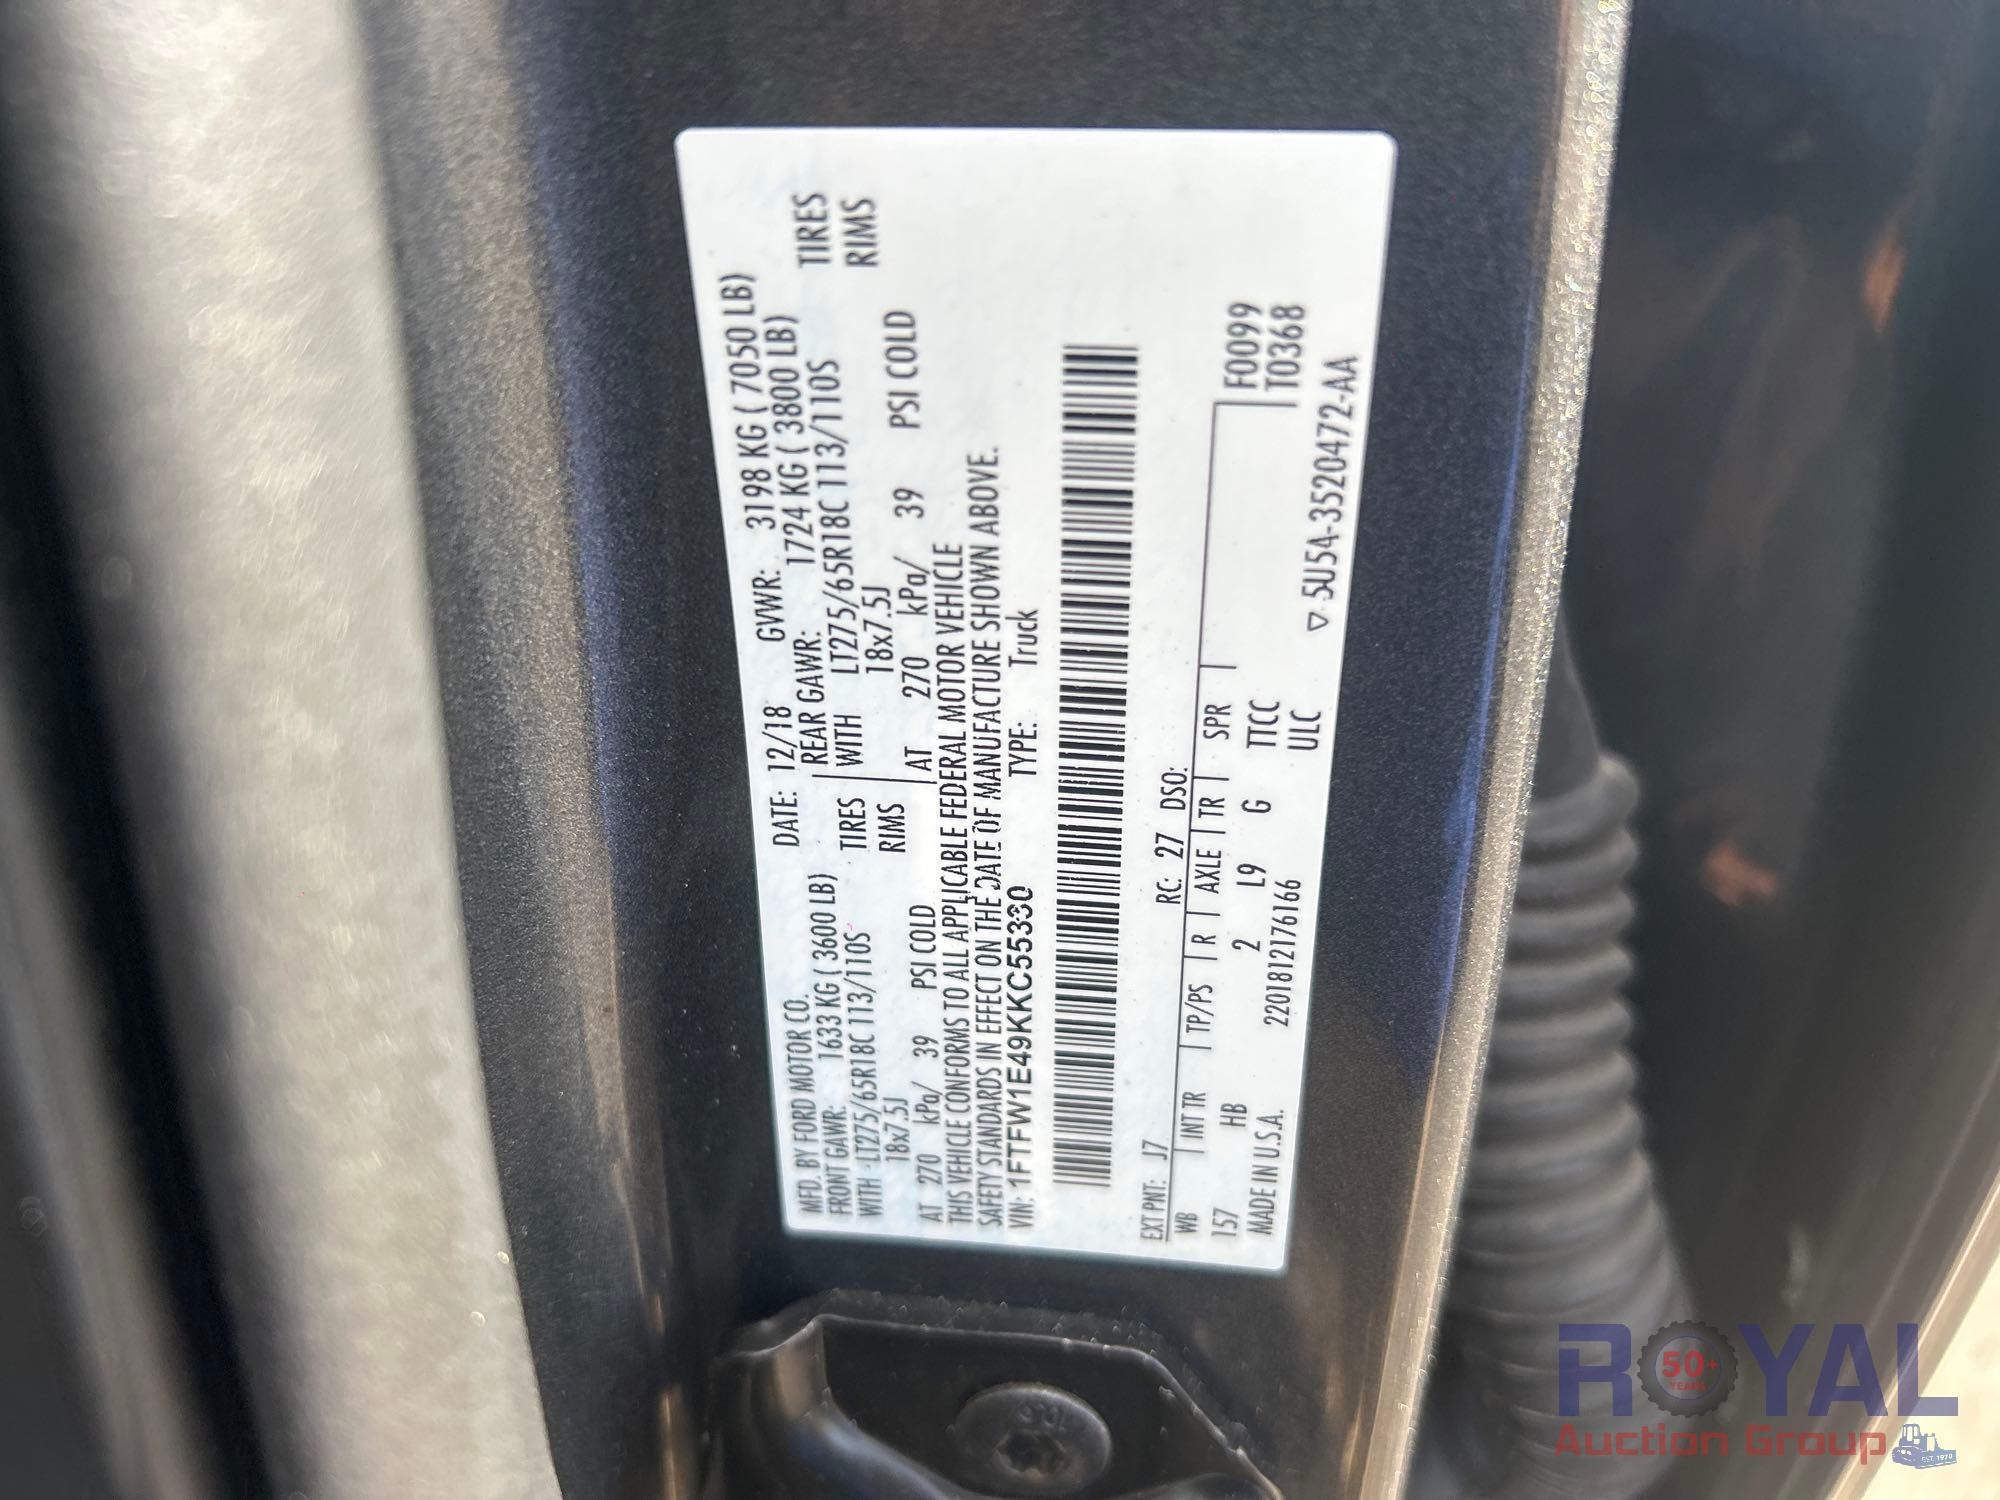 MFD. BY FORD MOTOR CO.
DATE: 12/18 GVWR: 3198 KG ( 7050 LB)
FRONT GAWR: 1633 KG ( 3600 LB) REAR GAWR: 1724 KG ( 3800 LB)
WITH LT275/65R18C 113/110S TIRES WITH LT275/65R18C 113/110S TIRES
18x7.5J RIMS 18x7.5J RIMS
AT 270 kPa/ 39 PSI COLD AT 270 kPa/ 39 PSI COLD
THIS VEHICLE CONFORMS TO ALL APPLICABLE FEDERAL MOTOR VEHICLE
SAFETY STANDARDS IN EFFECT ON THE DATE OF MANUFACTURE SHOWN ABOVE.
VIN: 1FTFW1E49KKC55330 TYPE: Truck
EXT PNT: J7 RC: 27 DSO:
WB INT TR TP/PS R AXLE TR SPR F0099
157 HB 2 L9 G TTCC T0368
MADE IN U.S.A. 2201812176166 ULC
▽ 5U5A-3520472-AA
ROYAL
50+
YEARS
Auction Group
EST. 1970